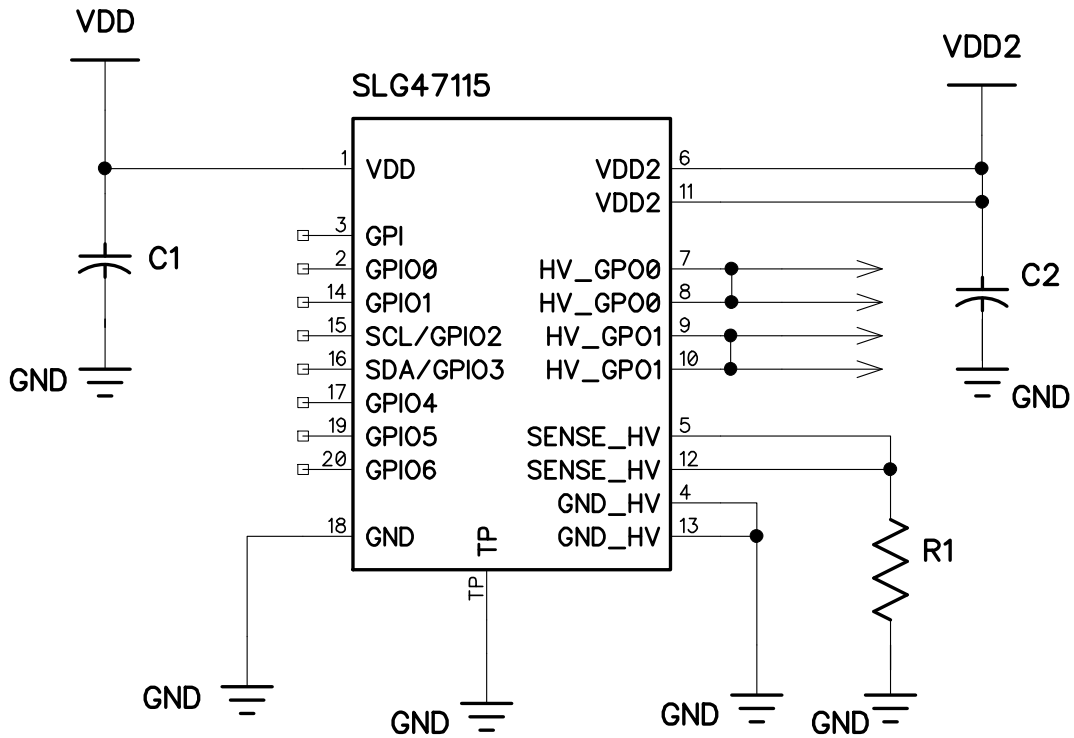 VDD
VDD2
SLG47115
1 VDD
VDD2 6
VDD2 11
3 GPI
2 GPIO0
HV_GPO0 7
C1
C2
14 GPIO1
HV_GPO0 8
15 SCL/GPIO2
HV_GPO1 9
16 SDA/GPIO3
HV_GPO1 10
GND
GND
17 GPIO4
19 GPIO5
SENSE_HV 5
20 GPIO6
SENSE_HV 12
GND_HV 4
18 GND
TP
GND_HV 13
R1
TP
GND
GND
GND
GND